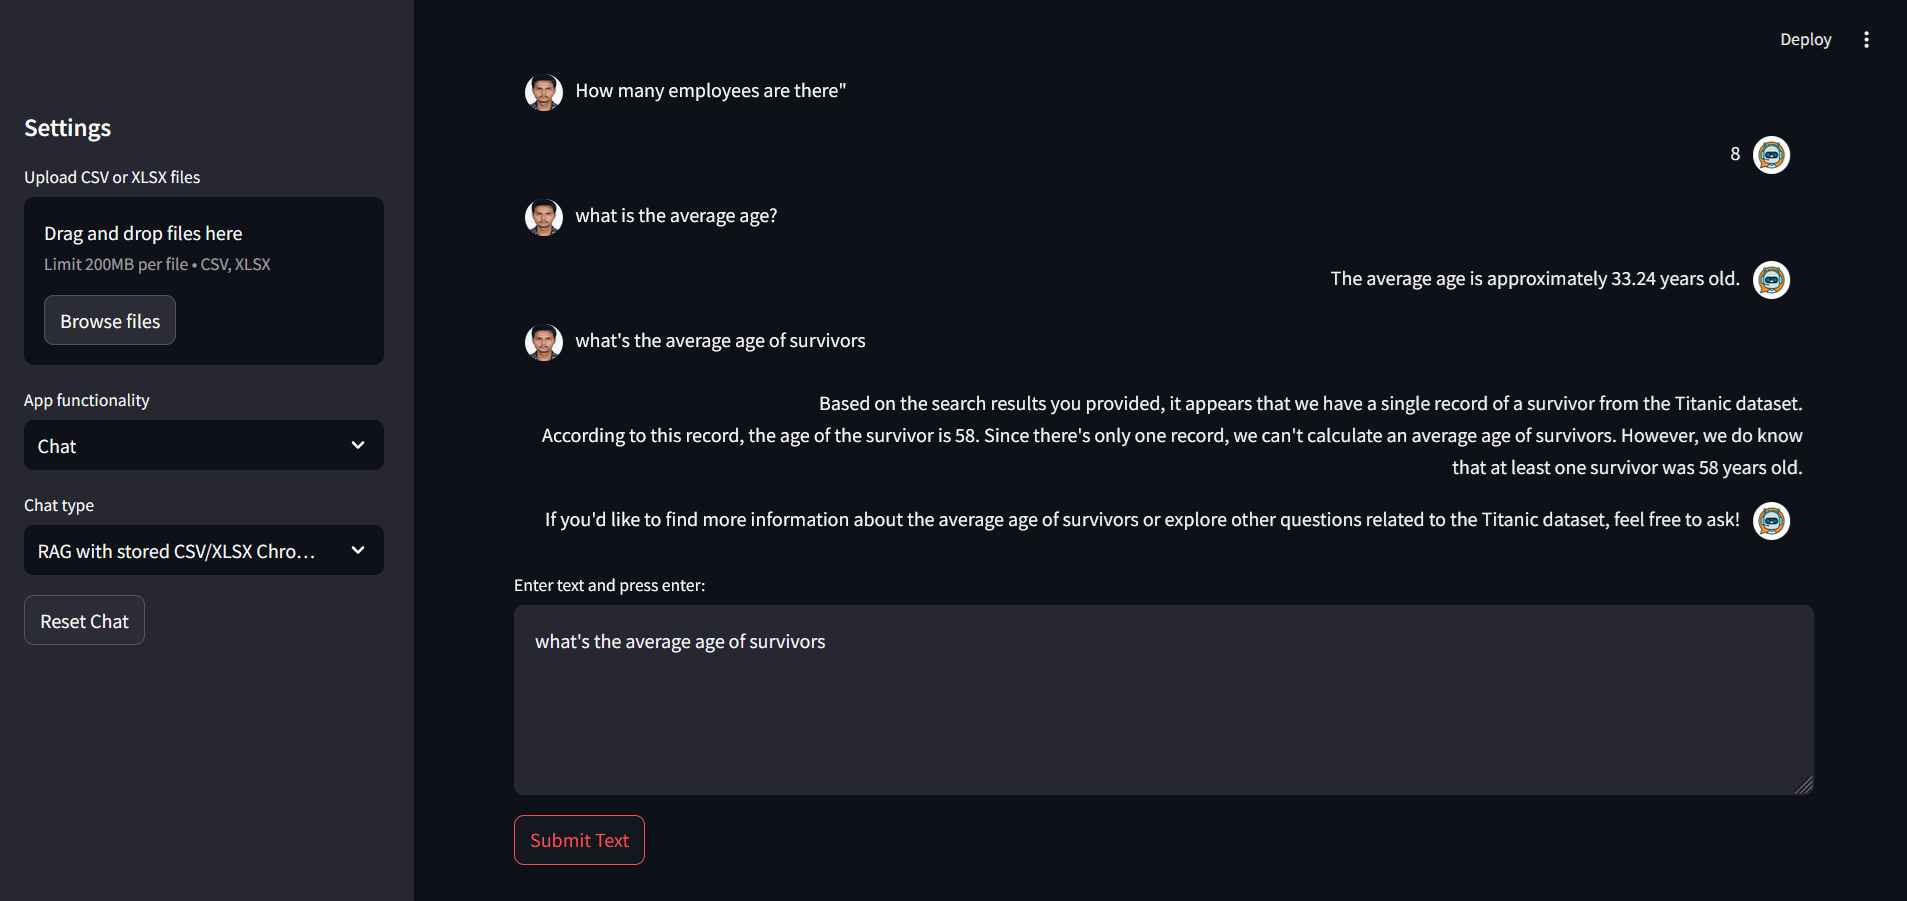 Deploy
Settings
Upload CSV or XLSX files
Drag and drop files here
Limit 200MB per file • CSV, XLSX
Browse files
App functionality
Chat
Chat type
RAG with stored CSV/XLSX Chro...
Reset Chat
How many employees are there"
8
what is the average age?
The average age is approximately 33.24 years old.
what's the average age of survivors
Based on the search results you provided, it appears that we have a single record of a survivor from the Titanic dataset.
According to this record, the age of the survivor is 58. Since there's only one record, we can't calculate an average age of survivors. However, we do know
that at least one survivor was 58 years old.
If you'd like to find more information about the average age of survivors or explore other questions related to the Titanic dataset, feel free to ask!
Enter text and press enter:
what's the average age of survivors
Submit Text